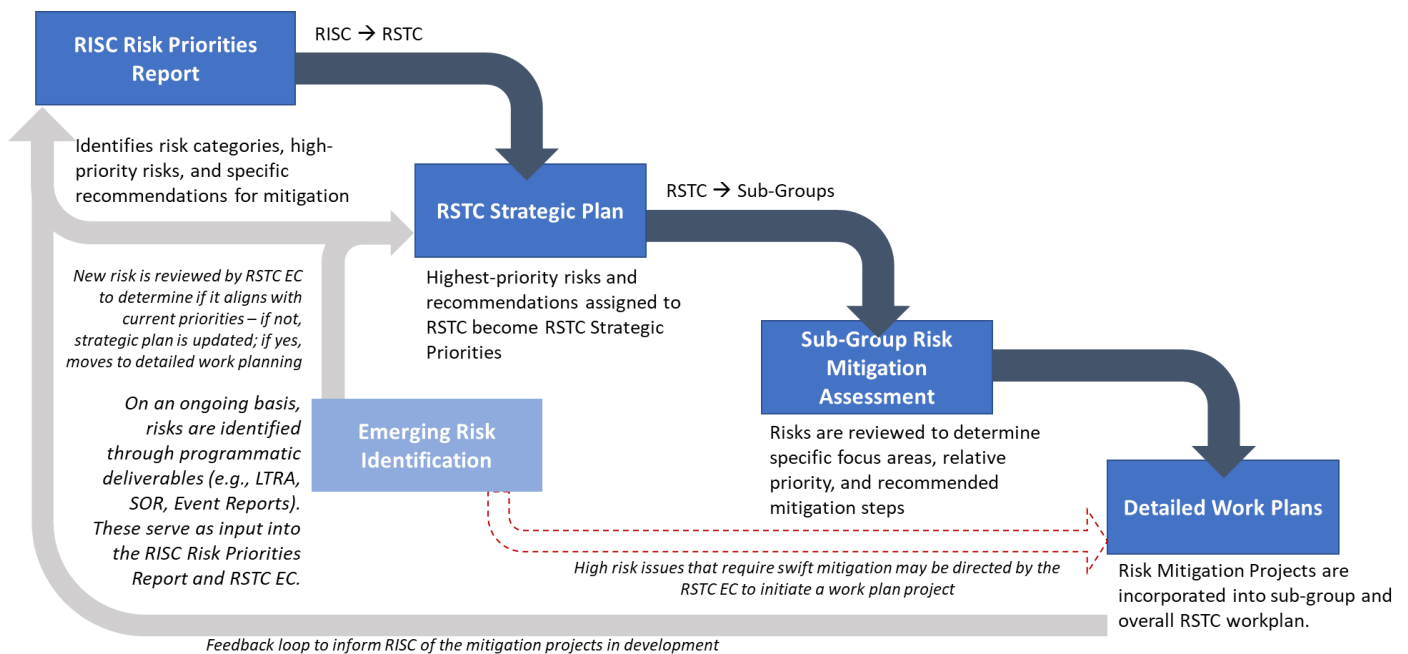 RISC Risk Priorities
Report
RISC → RSTC
Identifies risk categories, high-
priority risks, and specific
recommendations for mitigation
RSTC Strategic Plan
RSTC → Sub-Groups
Highest-priority risks and
recommendations assigned to
RSTC become RSTC Strategic
Priorities
New risk is reviewed by RSTC EC
to determine if it aligns with
current priorities – if not,
strategic plan is updated; if yes,
moves to detailed work planning
On an ongoing basis,
risks are identified
through programmatic
deliverables (e.g., LTRA,
SOR, Event Reports).
These serve as input into
the RISC Risk Priorities
Report and RSTC EC.
Emerging Risk
Identification
Sub-Group Risk
Mitigation
Assessment
Risks are reviewed to determine
specific focus areas, relative
priority, and recommended
mitigation steps
Detailed Work Plans
High risk issues that require swift mitigation may be directed by the
RSTC EC to initiate a work plan project
Risk Mitigation Projects are
incorporated into sub-group and
overall RSTC workplan.
Feedback loop to inform RISC of the mitigation projects in development